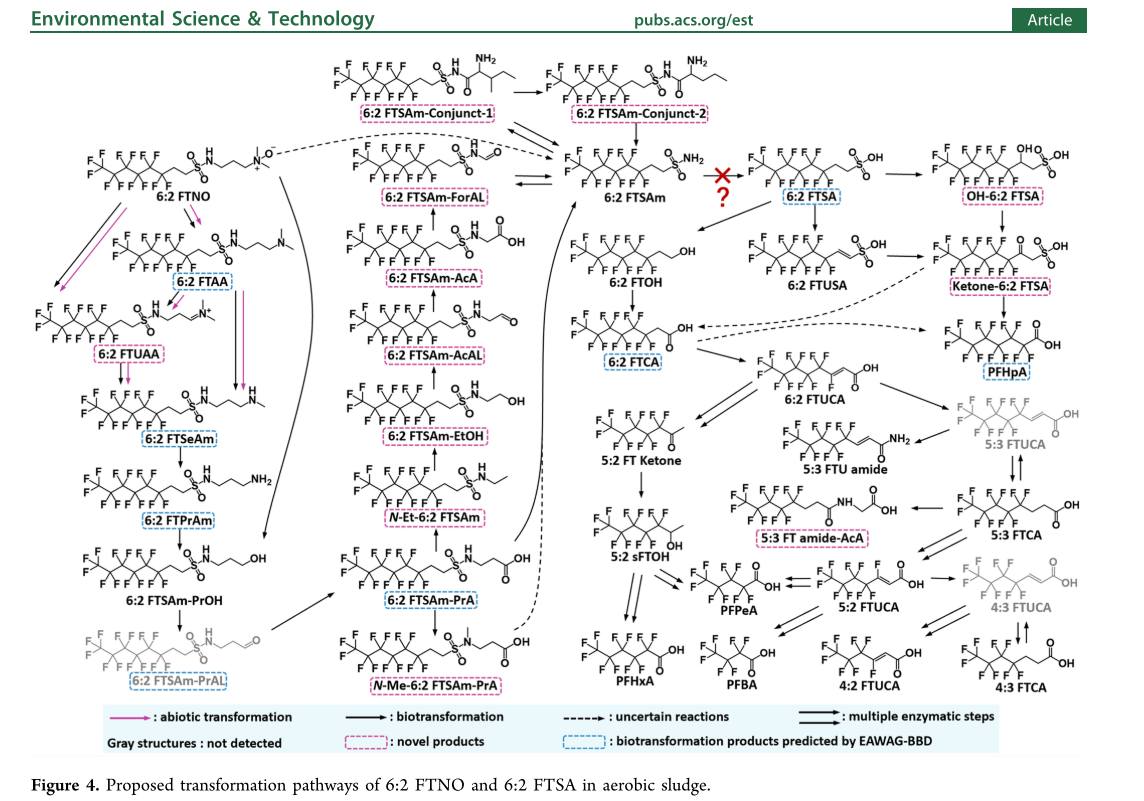 Environmental Science & Technology
pubs.acs.org/est
Article
6:2 FTSAm-Conjunct-1
6:2 FTSAm-Conjunct-2
6:2 FTNO
6:2 FTSAm-ForAL
6:2 FTSAm
?
6:2 FTSA
OH-6:2 FTSA
6:2 FTAA
6:2 FTSAm-AcA
6:2 FTOH
6:2 FTUSA
Ketone-6:2 FTSA
6:2 FTUAA
6:2 FTSAm-AcAL
6:2 FTCA
PFHpA
6:2 FTUCA
6:2 FTSeAm
6:2 FTSAm-EtOH
5:2 FT Ketone
5:3 FTU amide
5:3 FTUCA
6:2 FTPrAm
N-Et-6:2 FTSAm
5:2 sFTOH
5:3 FT amide-AcA
5:3 FTCA
6:2 FTSAm-PrOH
6:2 FTSAm-PrA
PFPeA
5:2 FTUCA
4:3 FTUCA
6:2 FTSAm-PrAL
N-Me-6:2 FTSAm-PrA
PFHxA
PFBA
4:2 FTUCA
4:3 FTCA
: abiotic transformation
: biotransformation
: uncertain reactions
: multiple enzymatic steps
Gray structures : not detected
: novel products
: biotransformation products predicted by EAWAG-BBD
Figure 4. Proposed transformation pathways of 6:2 FTNO and 6:2 FTSA in aerobic sludge.